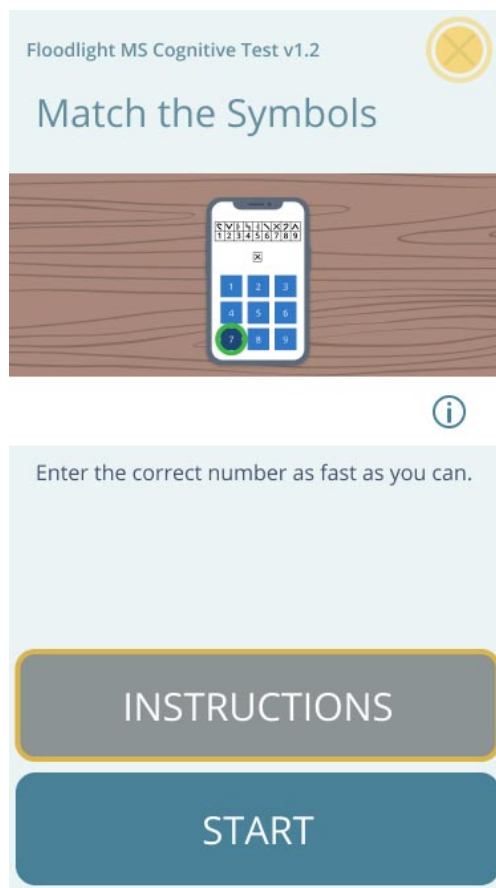 Floodlight MS Cognitive Test v1.2
Match the Symbols
1 2 3 4 5 6 7 8 9
1 2 3
4 5 6
7 8 9
Enter the correct number as fast as you can.
INSTRUCTIONS
START